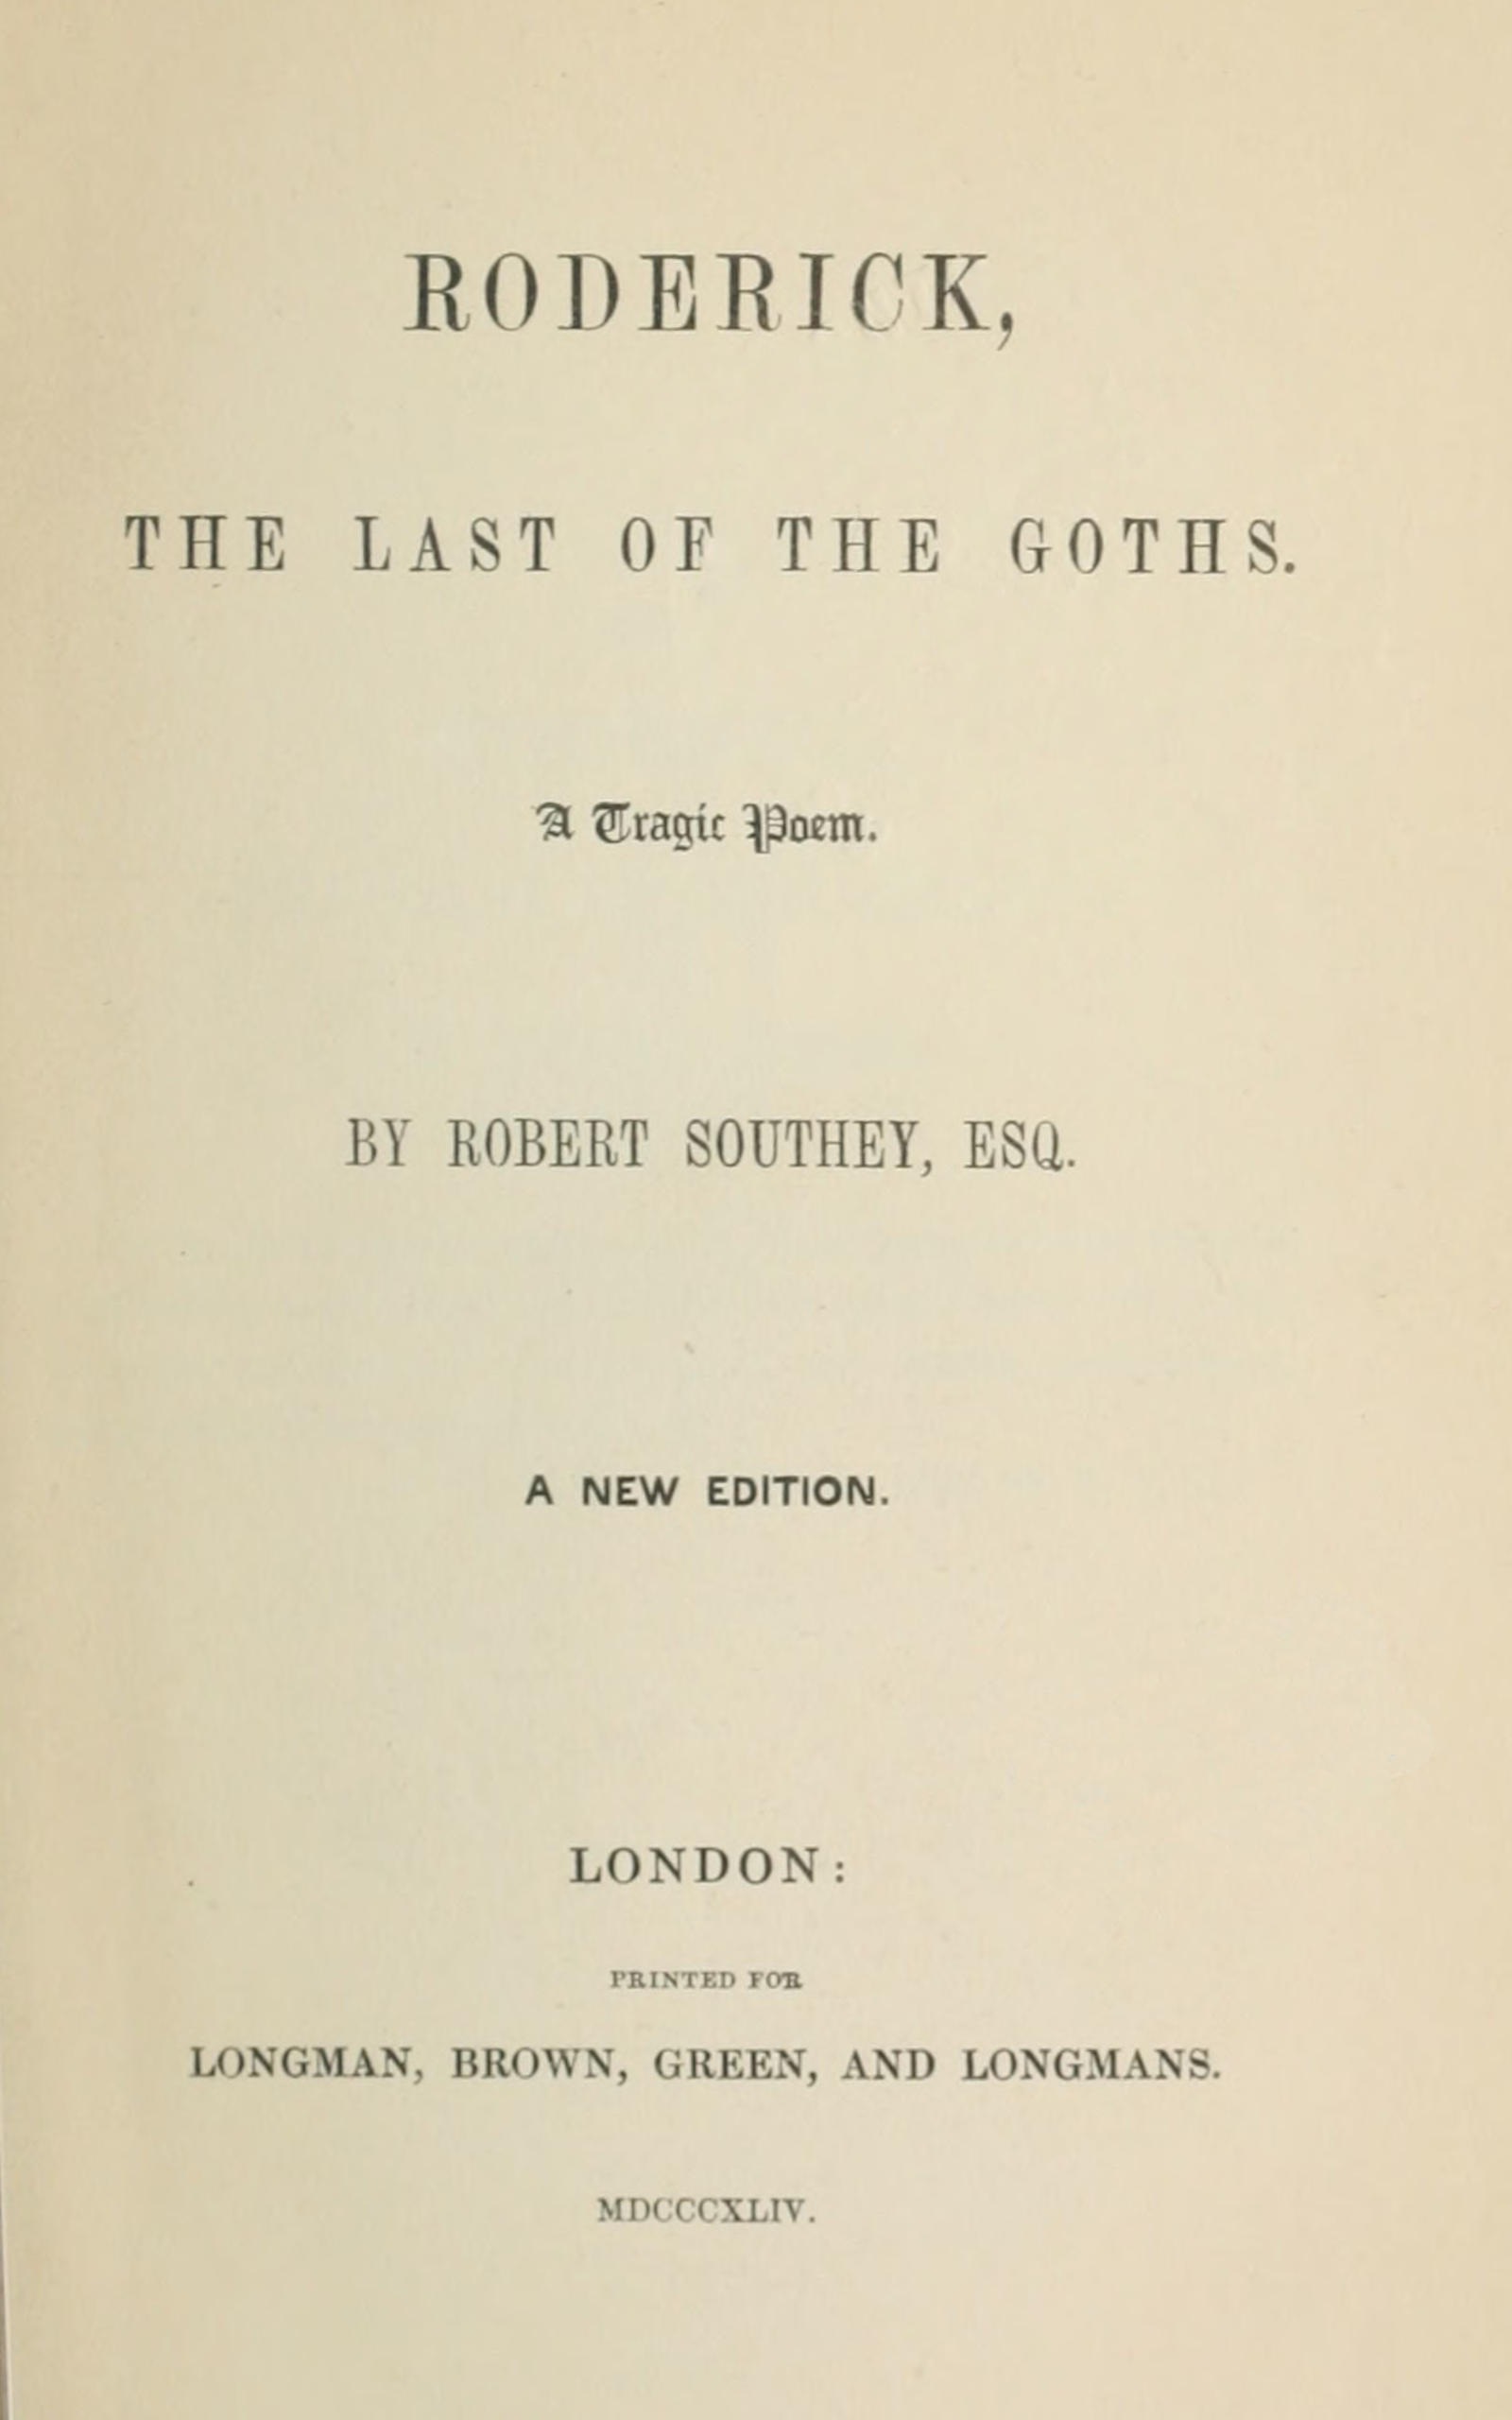 RODERICK,
THE LAST OF THE GOTHS.
A Tragic Poem.
BY ROBERT SOUTHEY, ESQ.
A NEW EDITION.
LONDON:
PRINTED FOR
LONGMAN, BROWN, GREEN, AND LONGMANS.
MDCCCXLIV.